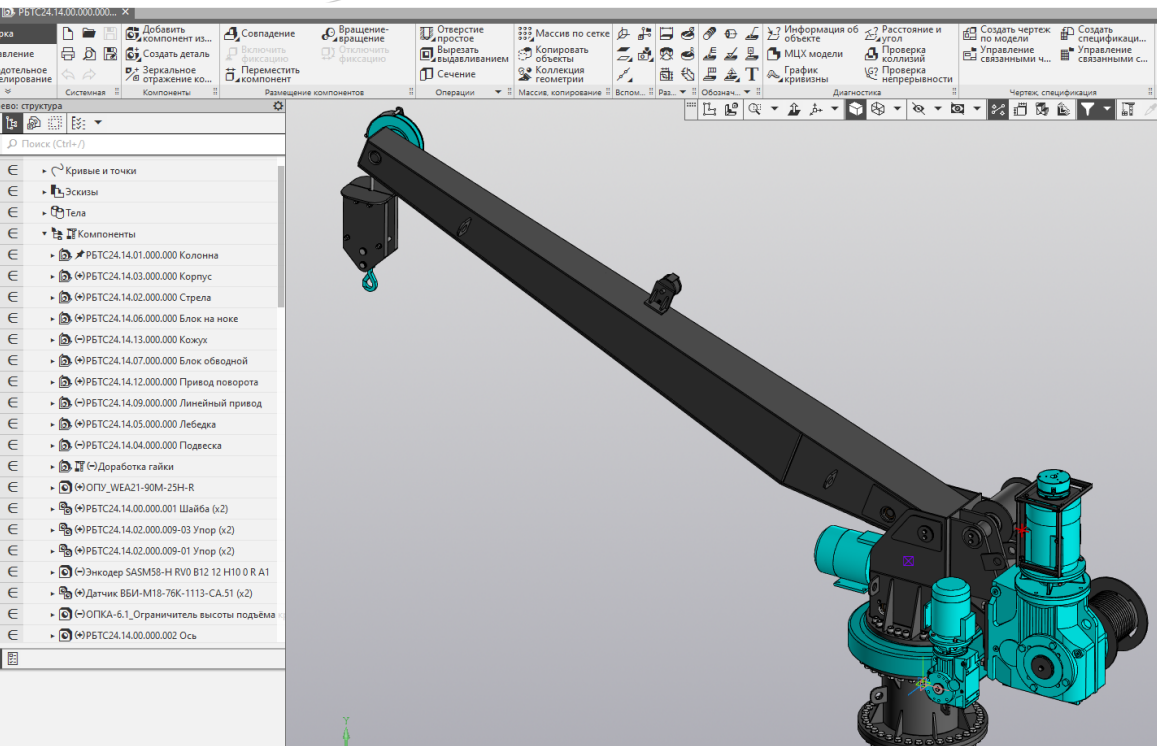 РБТС24.14.00.000.000...
рка
авление
дотельное
елирование
Системная
Добавить
компонент из...
Создать деталь
Зеркальное
отражение ко...
Компоненты
Совпадение
Включить
фиксацию
Переместить
компонент
Вращение-
вращение
Отключить
фиксацию
Размещение компонентов
Отверстие
простое
Вырезать
выдавливанием
Сечение
Операции
Массив по сетке
Копировать
объекты
Коллекция
геометрии
Массив, копирование
Вспом...
Раз...
Обознач...
Информация об
объекте
МЦХ модели
График
кривизны
Расстояние и
угол
Проверка
коллизий
Проверка
непрерывности
Диагностика
Создать чертеж
по модели
Управление
связанными ч...
Создать
спецификаци...
Управление
связанными с...
Чертеж, спецификация
ево: структура
Поиск (Ctrl+/)
Кривые и точки
Эскизы
Тела
Компоненты
РБТС24.14.01.000.000 Колонна
(+)РБТС24.14.03.000.000 Корпус
(+)РБТС24.14.02.000.000 Стрела
(+)РБТС24.14.06.000.000 Блок на ноке
(−)РБТС24.14.13.000.000 Кожух
(+)РБТС24.14.07.000.000 Блок обводной
(+)РБТС24.14.12.000.000 Привод поворота
(−)РБТС24.14.09.000.000 Линейный привод
(+)РБТС24.14.05.000.000 Лебедка
(−)РБТС24.14.04.000.000 Подвеска
(−)Доработка гайки
(+)ОПУ_WEA21-90M-25H-R
(+)РБТС24.14.00.000.001 Шайба (x2)
(+)РБТС24.14.02.000.009-03 Упор (x2)
(+)РБТС24.14.02.000.009-01 Упор (x2)
(−)Энкодер SASM58-H RV0 B12 12 H10 0 R A1
(+)Датчик ВБИ-М18-76К-1113-СА.51 (x2)
(−)ОПКА-6.1_Ограничитель высоты подъёма
(+)РБТС24.14.00.000.002 Ось
Y